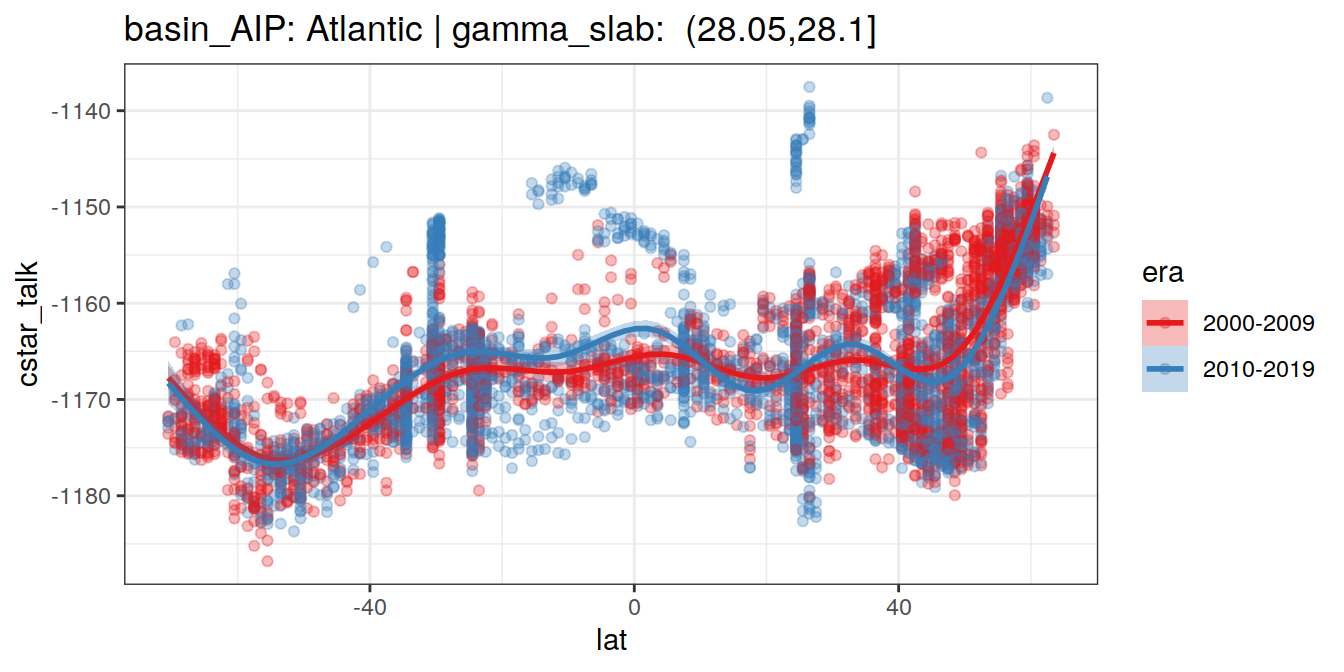 basin_AIP: Atlantic | gamma_slab:  (28.05,28.1]
-1140
-1150
-1160
-1170
-1180
cstar_talk
-40
0
40
lat
era
2000-2009
2010-2019